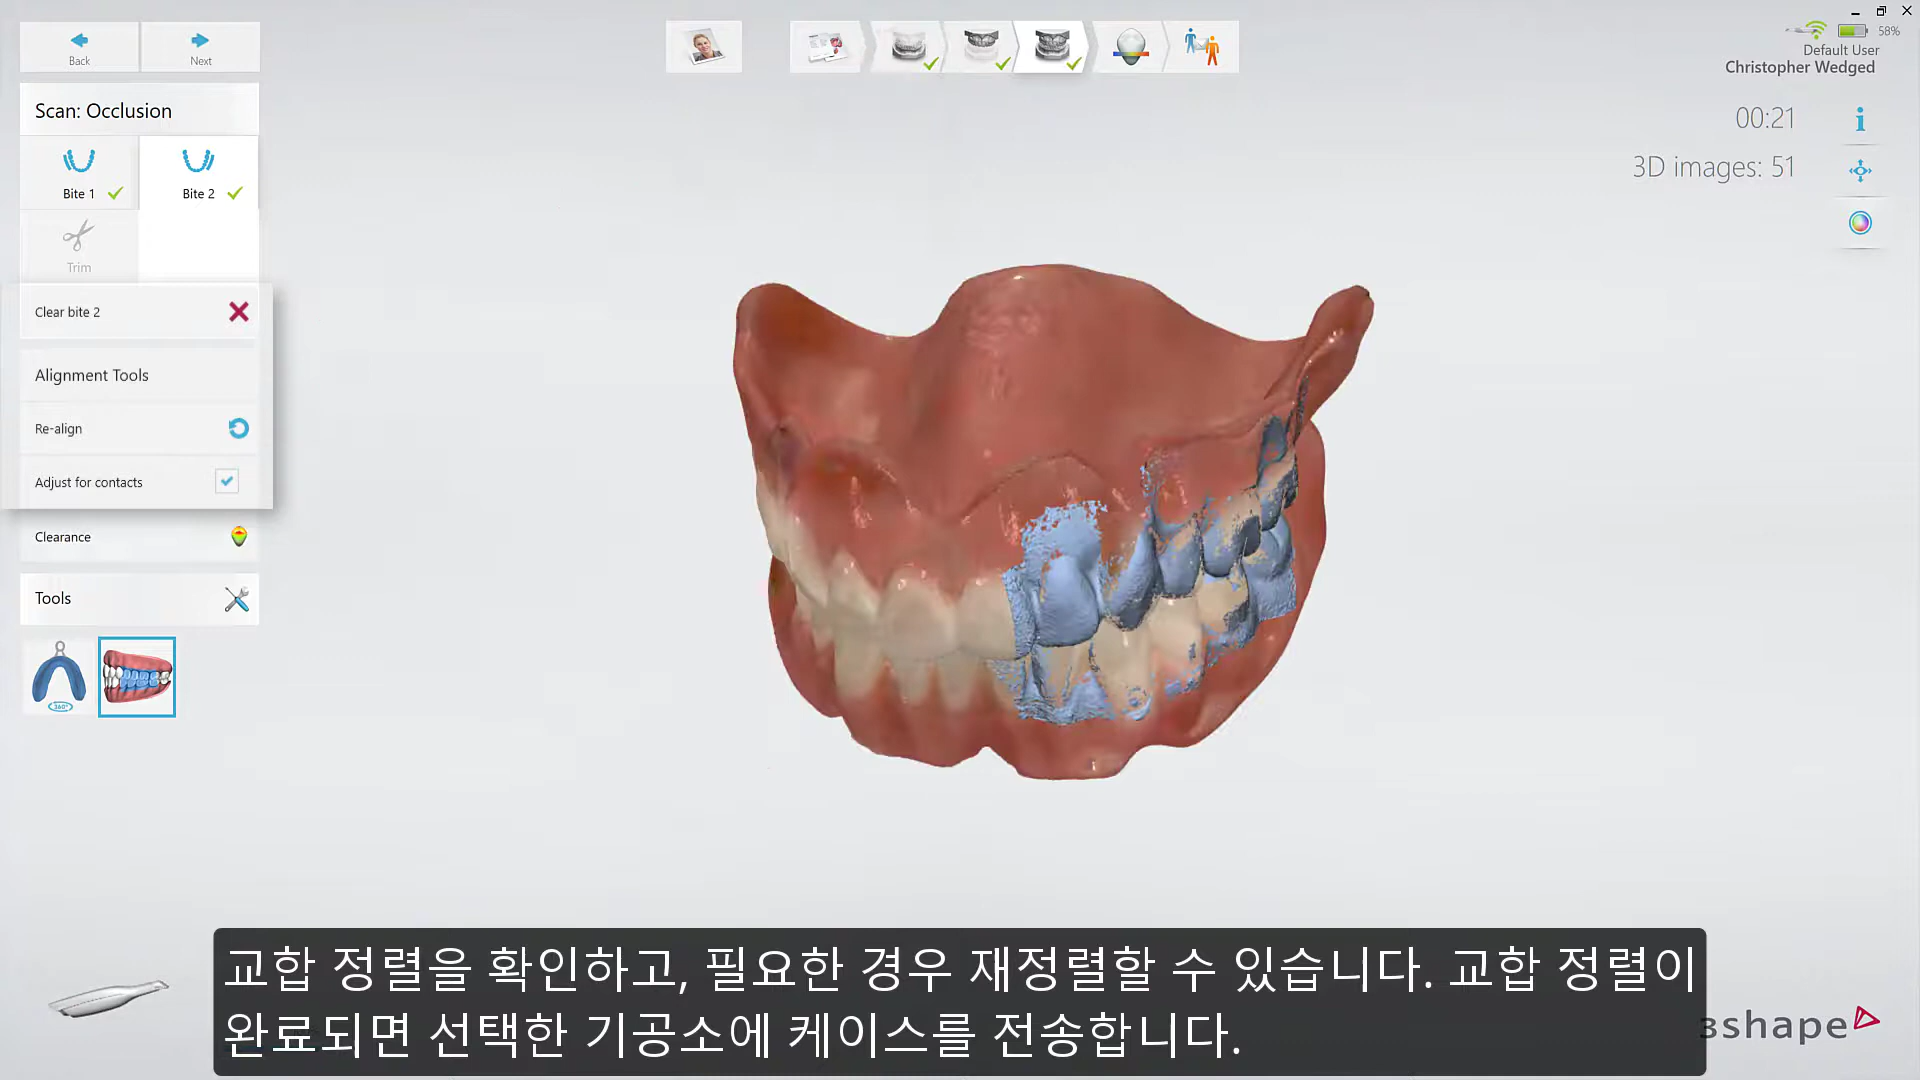 Back
Next
58%
Default User
Christopher Wedged
Scan: Occlusion
00:21
3D images: 51
Bite 1
Bite 2
Trim
Clear bite 2
Alignment Tools
Re-align
Adjust for contacts
Clearance
Tools
360°
교합 정렬을 확인하고, 필요한 경우 재정렬할 수 있습니다. 교합 정렬이
완료되면 선택한 기공소에 케이스를 전송합니다.
3shape